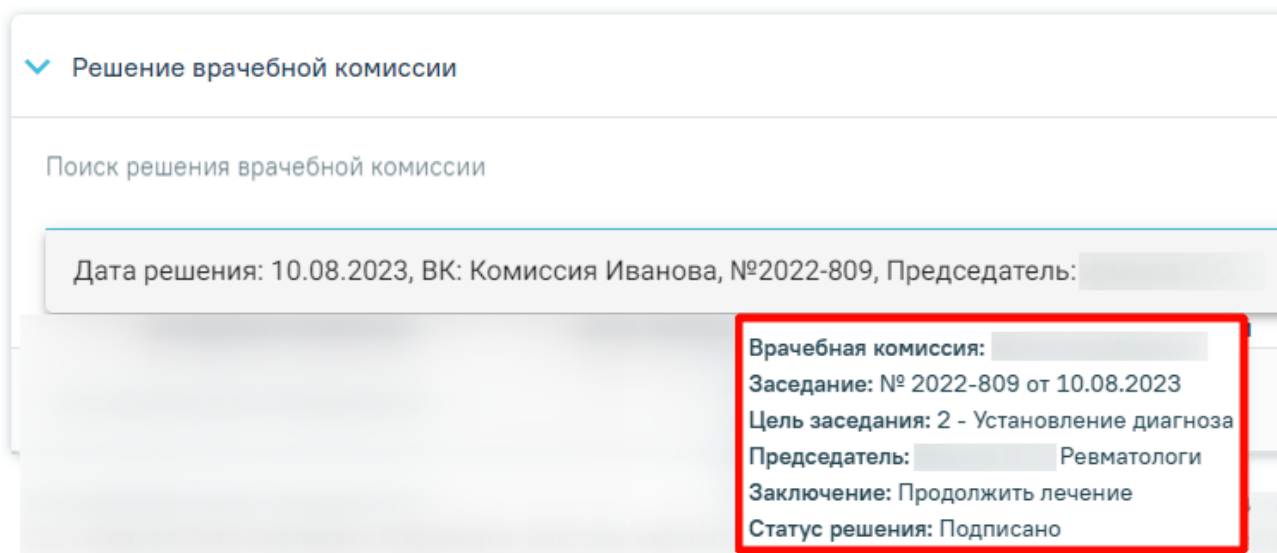 Решение врачебной комиссии
Поиск решения врачебной комиссии
Дата решения: 10.08.2023, ВК: Комиссия Иванова, №2022-809, Председатель:
Врачебная комиссия:
Заседание: № 2022-809 от 10.08.2023
Цель заседания: 2 - Установление диагноза
Председатель: Ревматологи
Заключение: Продолжить лечение
Статус решения: Подписано